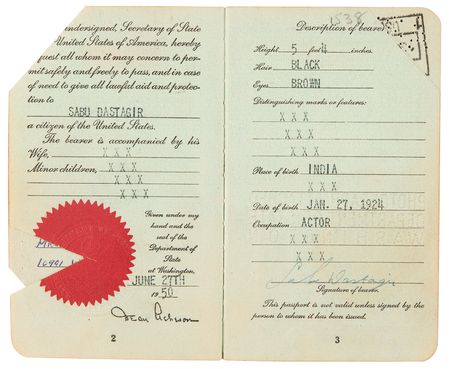 undersigned, Secretary of State
United States of America, hereby
quest all whom it may concern to per-
mit safely and freely to pass, and in case
of need to give all lawful aid and protec-
tion to
SABU DASTAGIR
a citizen of the United States.
The bearer is accompanied by his
Wife, X X X
Minor children, X X X
X X X
X X X
Given under my
hand and the
seal of the
Department of
State
at Washington,
JUNE 27TH
1950
Dean Acheson
2
Description of bearer
Height 5 feet 4 inches.
Hair BLACK
Eyes BROWN
Distinguishing marks or features:
X X X
X X X
X X X
Place of birth INDIA
X X X
Date of birth JAN. 27, 1924
Occupation ACTOR
X X X
X X X
Sabu Dastagir
Signature of bearer.
This passport is not valid unless signed by the
person to whom it has been issued.
3